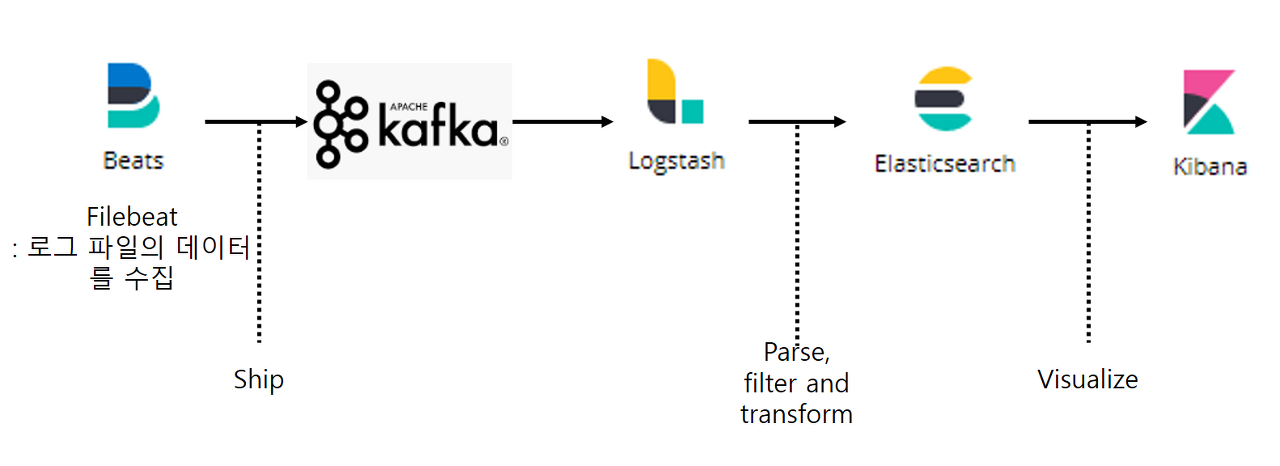 APACHE
kafka®
Beats
Logstash
Elasticsearch
Kibana
Filebeat
: 로그 파일의 데이터
를 수집
Ship
Parse,
filter and
transform
Visualize